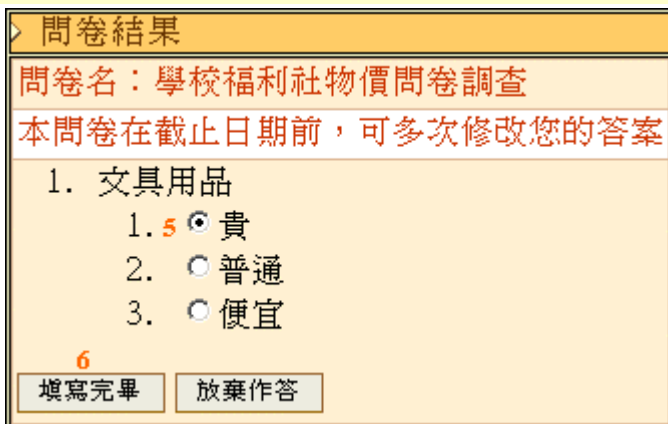 問卷結果
問卷名：學校福利社物價問卷調查
本問卷在截止日期前，可多次修改您的答案
1. 文具用品
1. 5 貴
2. 普通
3. 便宜
6
填寫完畢 放棄作答